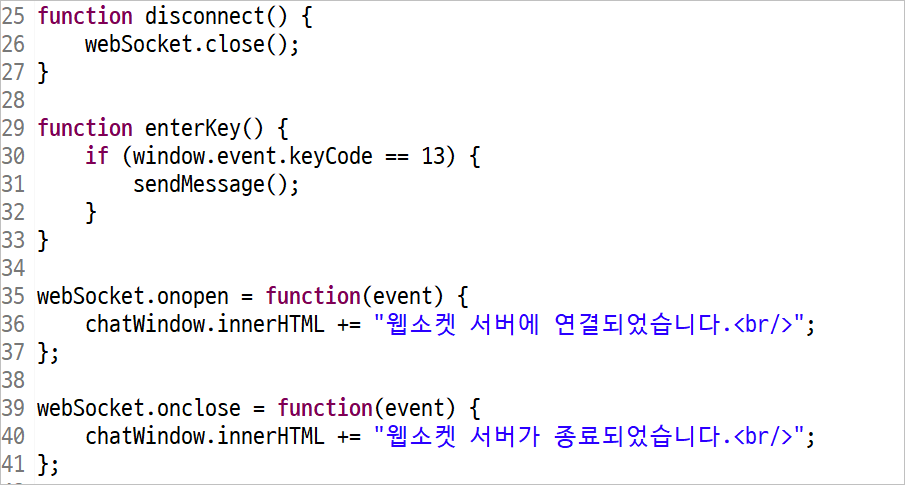 25 function disconnect() {
26     webSocket.close();
27 }
28
29 function enterKey() {
30     if (window.event.keyCode == 13) {
31         sendMessage();
32     }
33 }
34
35 webSocket.onopen = function(event) {
36     chatWindow.innerHTML += "웹소켓 서버에 연결되었습니다.<br/>";
37 };
38
39 webSocket.onclose = function(event) {
40     chatWindow.innerHTML += "웹소켓 서버가 종료되었습니다.<br/>";
41 };